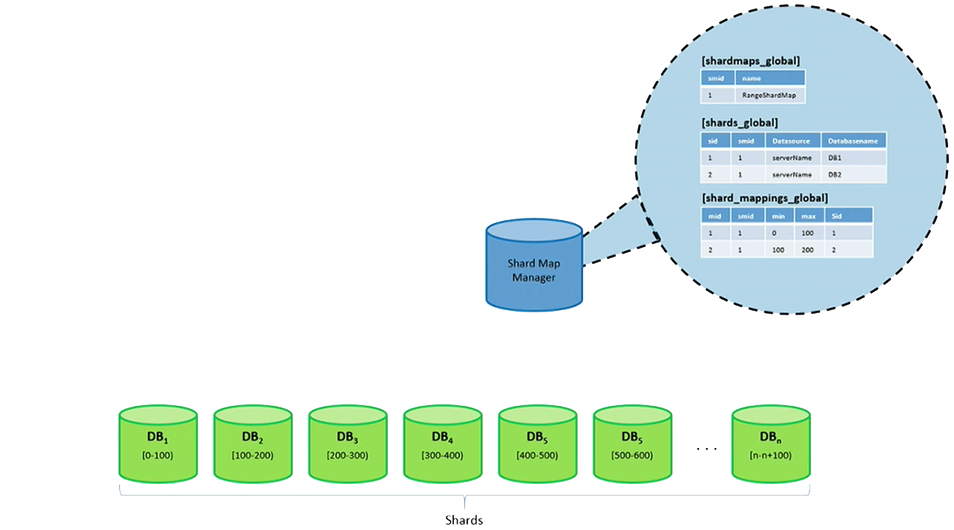 [shardmaps_global]
smid name
1 RangeShardMap
[shards_global]
sid smid Datasource Databasename
1 1 serverName DB1
2 1 serverName DB2
[shard_mappings_global]
mid smid min max Sid
1 1 0 100 1
2 1 100 200 2
Shard Map
Manager
DB1 DB2 DB3 DB4 DB5 DB5 ... DBn
[0-100) [100-200) [200-300) [300-400) [400-500) [500-600) [n-n+100)
Shards